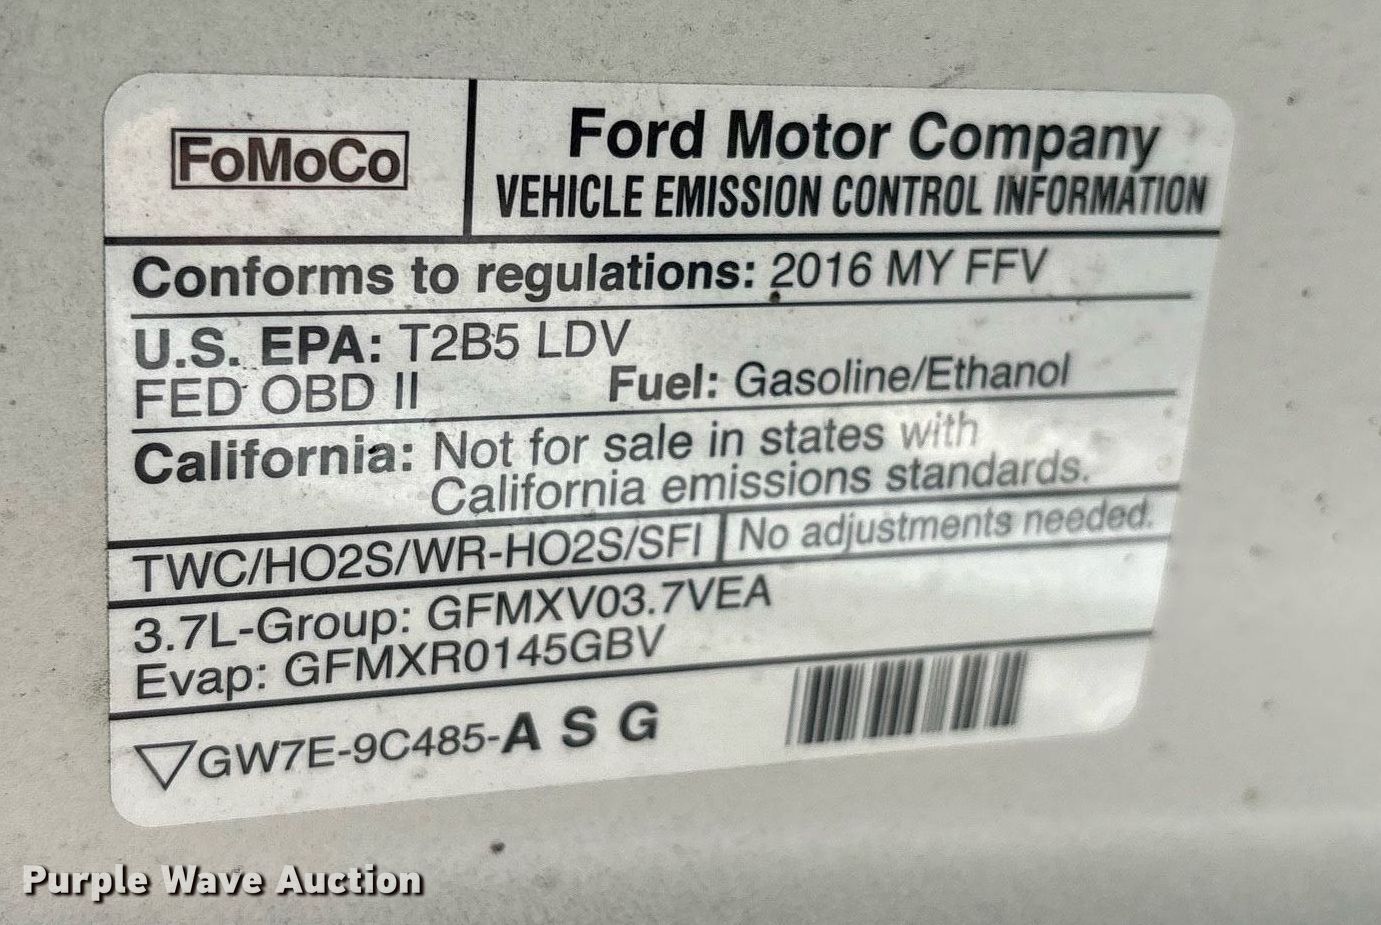 FoMoCo
Ford Motor Company
VEHICLE EMISSION CONTROL INFORMATION
Conforms to regulations: 2016 MY FFV
U.S. EPA: T2B5 LDV
FED OBD II Fuel: Gasoline/Ethanol
California: Not for sale in states with
California emissions standards.
TWC/HO2S/WR-HO2S/SFI No adjustments needed.
3.7L-Group: GFMXV03.7VEA
Evap: GFMXR0145GBV
GW7E-9C485-A S G
Purple Wave Auction